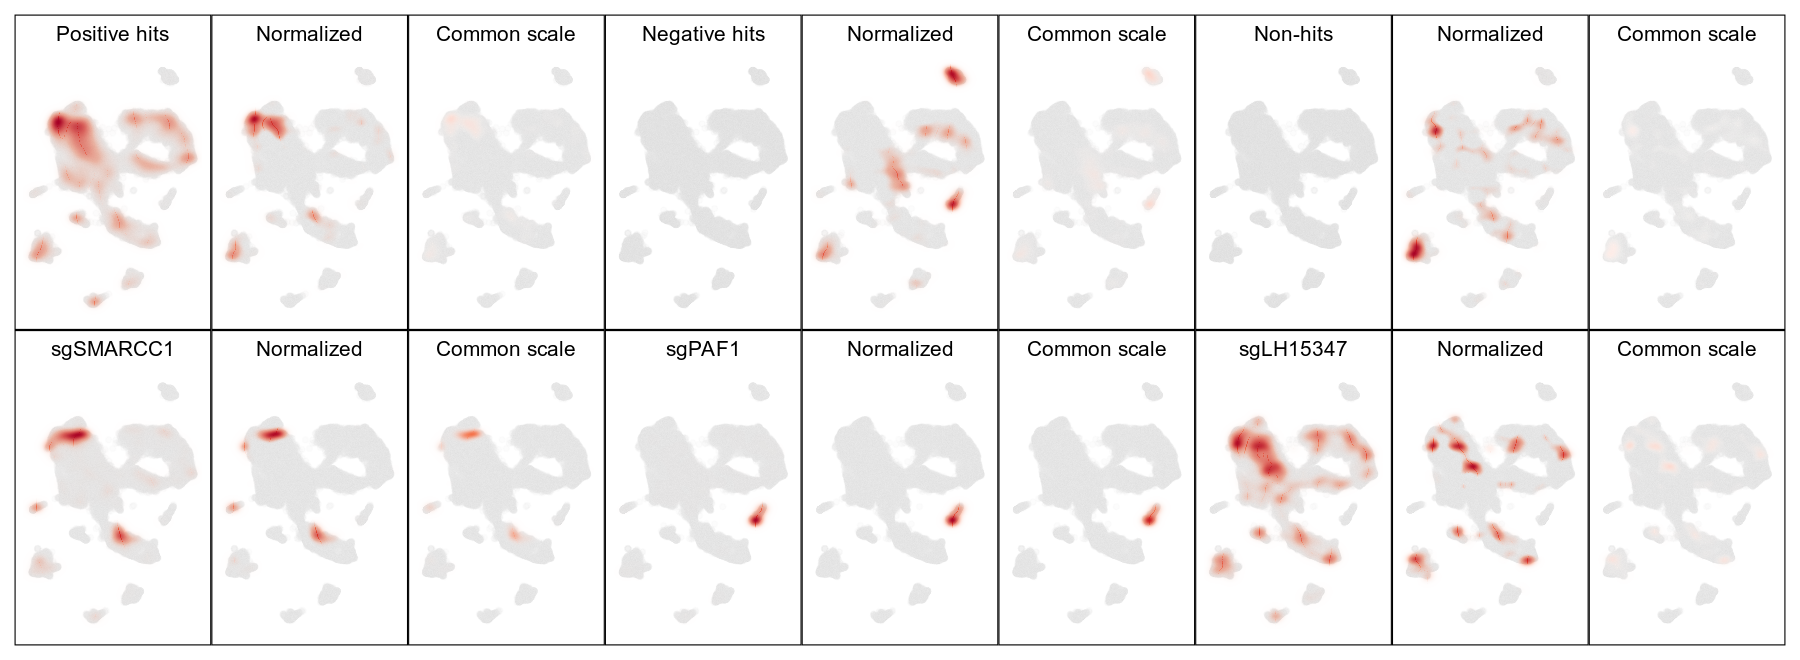 Positive hits
Normalized
Common scale
Negative hits
Normalized
Common scale
Non-hits
Normalized
Common scale
sgSMARCC1
Normalized
Common scale
sgPAF1
Normalized
Common scale
sgLH15347
Normalized
Common scale